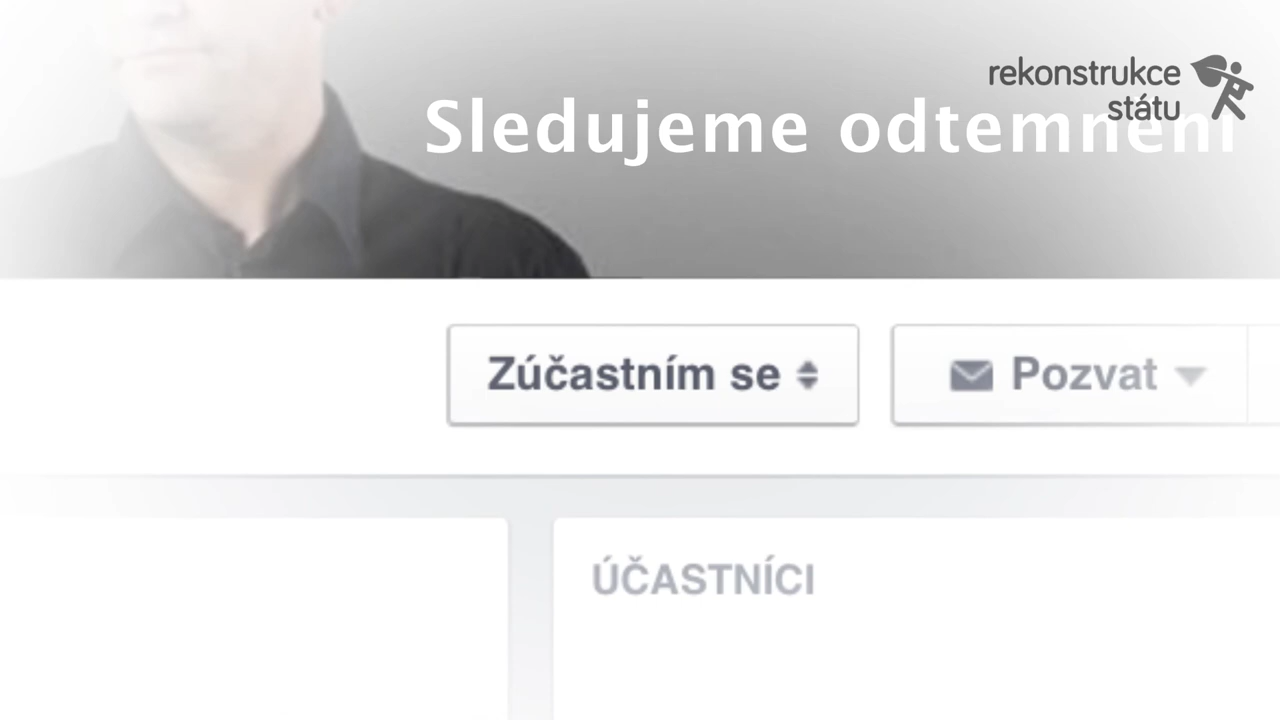 rekonstrukce
státu
Sledujeme odtemnění
Zúčastním se
Pozvat
ÚČASTNÍCI